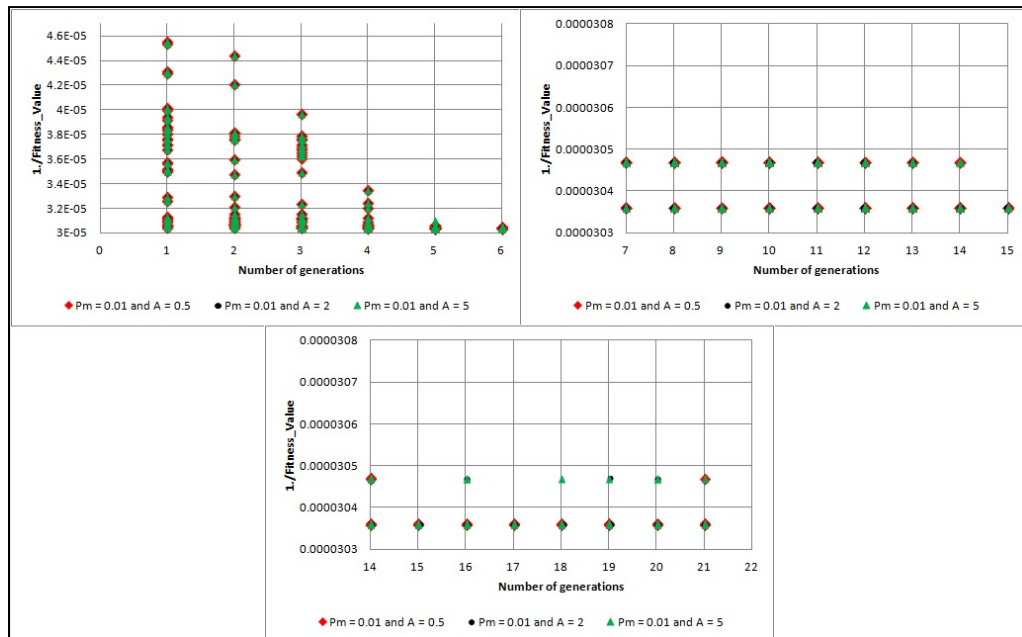 1./Fitness_Value
4.6E-05
4.4E-05
4.2E-05
4E-05
3.8E-05
3.6E-05
3.4E-05
3.2E-05
3E-05
0 1 2 3 4 5 6
Number of generations
Pm = 0.01 and A = 0.5 Pm = 0.01 and A = 2 Pm = 0.01 and A = 5
1./Fitness_Value
0.0000308
0.0000307
0.0000306
0.0000305
0.0000304
0.0000303
7 8 9 10 11 12 13 14 15
Number of generations
Pm = 0.01 and A = 0.5 Pm = 0.01 and A = 2 Pm = 0.01 and A = 5
1./Fitness_Value
0.0000308
0.0000307
0.0000306
0.0000305
0.0000304
0.0000303
14 15 16 17 18 19 20 21 22
Number of generations
Pm = 0.01 and A = 0.5 Pm = 0.01 and A = 2 Pm = 0.01 and A = 5